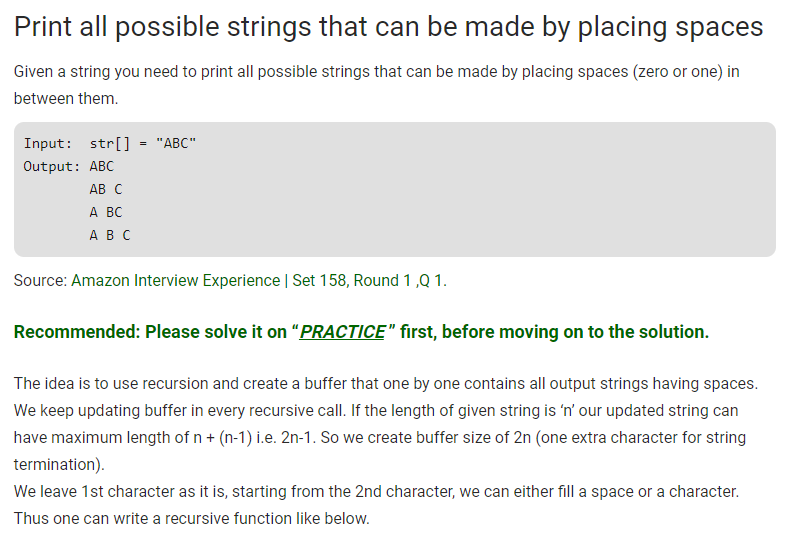 Print all possible strings that can be made by placing spaces
Given a string you need to print all possible strings that can be made by placing spaces (zero or one) in
between them.
Input:  str[] = "ABC"
Output: ABC
        AB C
        A BC
        A B C
Source: Amazon Interview Experience | Set 158, Round 1 ,Q 1.
Recommended: Please solve it on “PRACTICE” first, before moving on to the solution.
The idea is to use recursion and create a buffer that one by one contains all output strings having spaces.
We keep updating buffer in every recursive call. If the length of given string is ‘n’ our updated string can
have maximum length of n + (n-1) i.e. 2n-1. So we create buffer size of 2n (one extra character for string
termination).
We leave 1st character as it is, starting from the 2nd character, we can either fill a space or a character.
Thus one can write a recursive function like below.